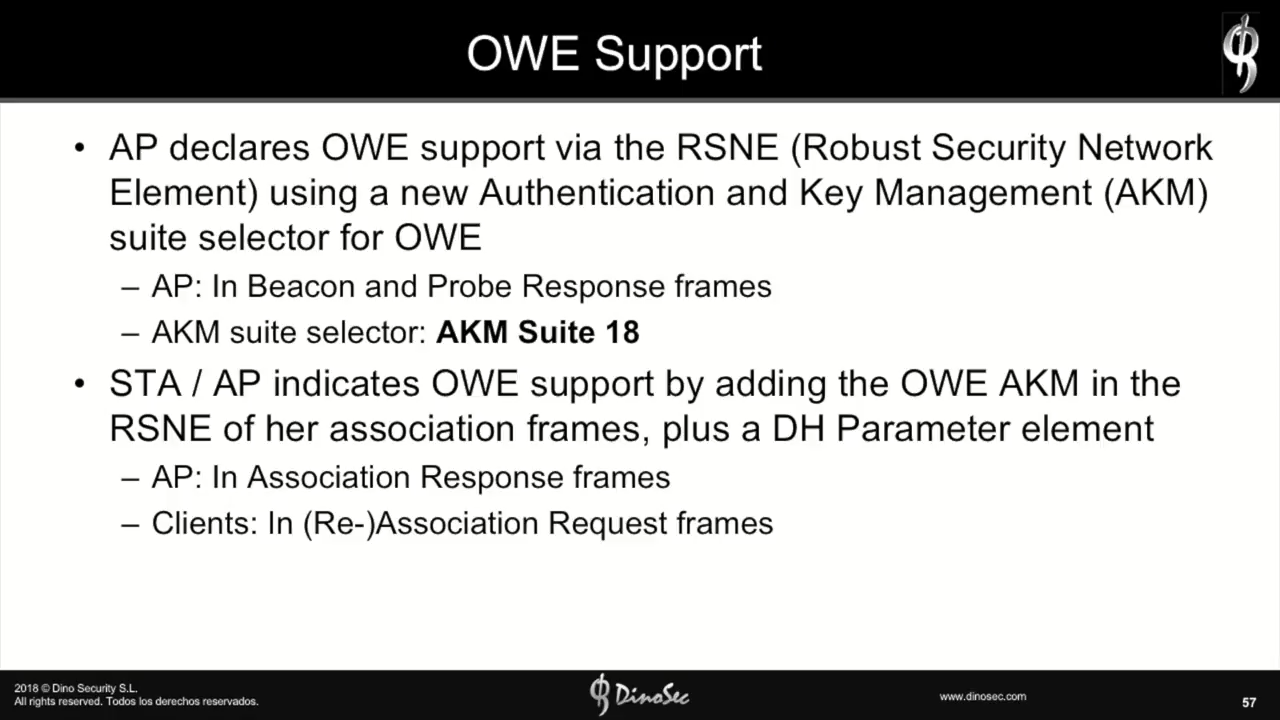 OWE Support
• AP declares OWE support via the RSNE (Robust Security Network
Element) using a new Authentication and Key Management (AKM)
suite selector for OWE
– AP: In Beacon and Probe Response frames
– AKM suite selector: AKM Suite 18
• STA / AP indicates OWE support by adding the OWE AKM in the
RSNE of her association frames, plus a DH Parameter element
– AP: In Association Response frames
– Clients: In (Re-)Association Request frames
2018 © Dino Security S.L.
All rights reserved. Todos los derechos reservados.
DinoSec
www.dinosec.com
57